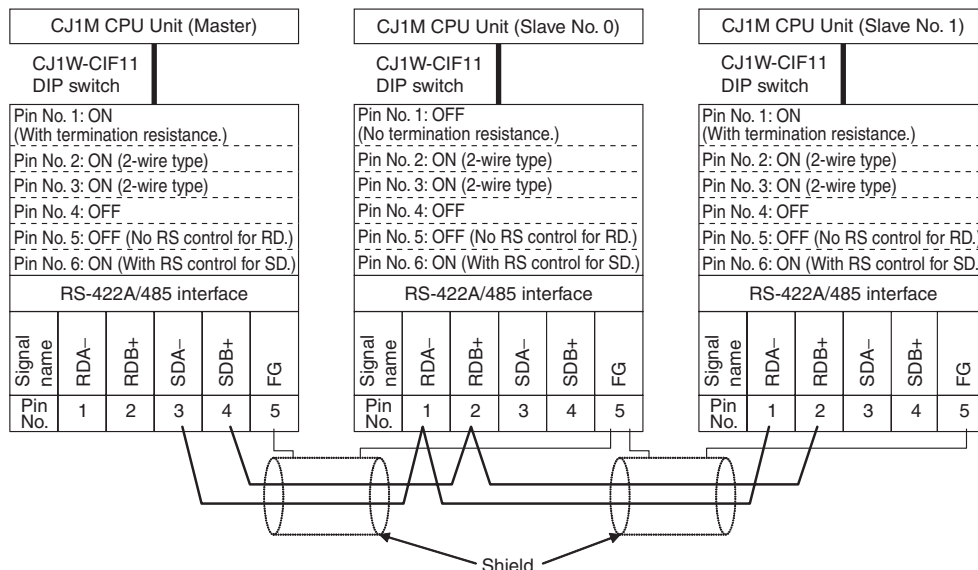 CJ1M CPU Unit (Master)
CJ1W-CIF11
DIP switch
Pin No. 1: ON
(With termination resistance.)
Pin No. 2: ON (2-wire type)
Pin No. 3: ON (2-wire type)
Pin No. 4: OFF
Pin No. 5: OFF (No RS control for RD.)
Pin No. 6: ON (With RS control for SD.)
RS-422A/485 interface
Signal name RDA− RDB+ SDA− SDB+ FG
Pin No. 1 2 3 4 5
CJ1M CPU Unit (Slave No. 0)
CJ1W-CIF11
DIP switch
Pin No. 1: OFF
(No termination resistance.)
Pin No. 2: ON (2-wire type)
Pin No. 3: ON (2-wire type)
Pin No. 4: OFF
Pin No. 5: OFF (No RS control for RD.)
Pin No. 6: ON (With RS control for SD.)
RS-422A/485 interface
Signal name RDA− RDB+ SDA− SDB+ FG
Pin No. 1 2 3 4 5
CJ1M CPU Unit (Slave No. 1)
CJ1W-CIF11
DIP switch
Pin No. 1: ON
(With termination resistance.)
Pin No. 2: ON (2-wire type)
Pin No. 3: ON (2-wire type)
Pin No. 4: OFF
Pin No. 5: OFF (No RS control for RD.)
Pin No. 6: ON (With RS control for SD.
RS-422A/485 interface
Signal name RDA− RDB+ SDA− SDB+ FG
Pin No. 1 2 3 4 5
Shield